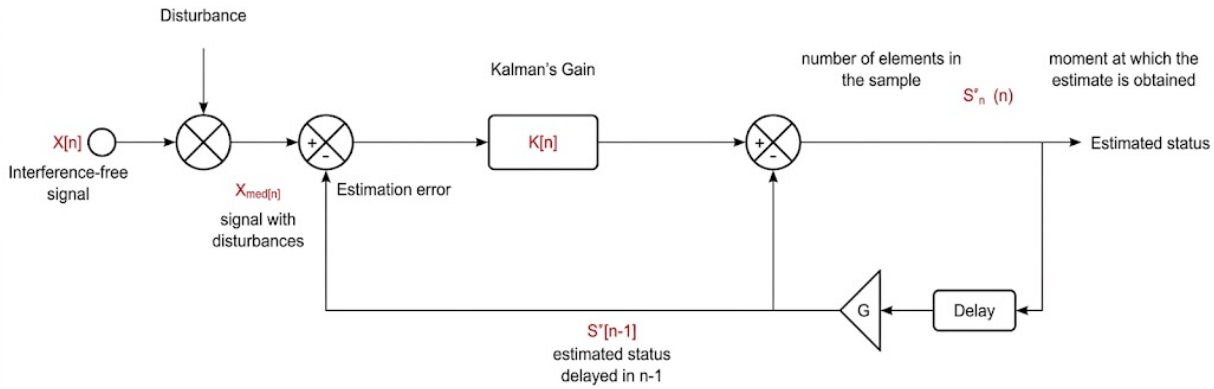 Disturbance
Kalman's Gain
number of elements in
the sample
moment at which the
estimate is obtained
S"n (n)
X[n]
+
-
K[n]
+
-
Estimated status
Interference-free
signal
Xmed[n]
Estimation error
signal with
disturbances
G
Delay
S"[n-1]
estimated status
delayed in n-1